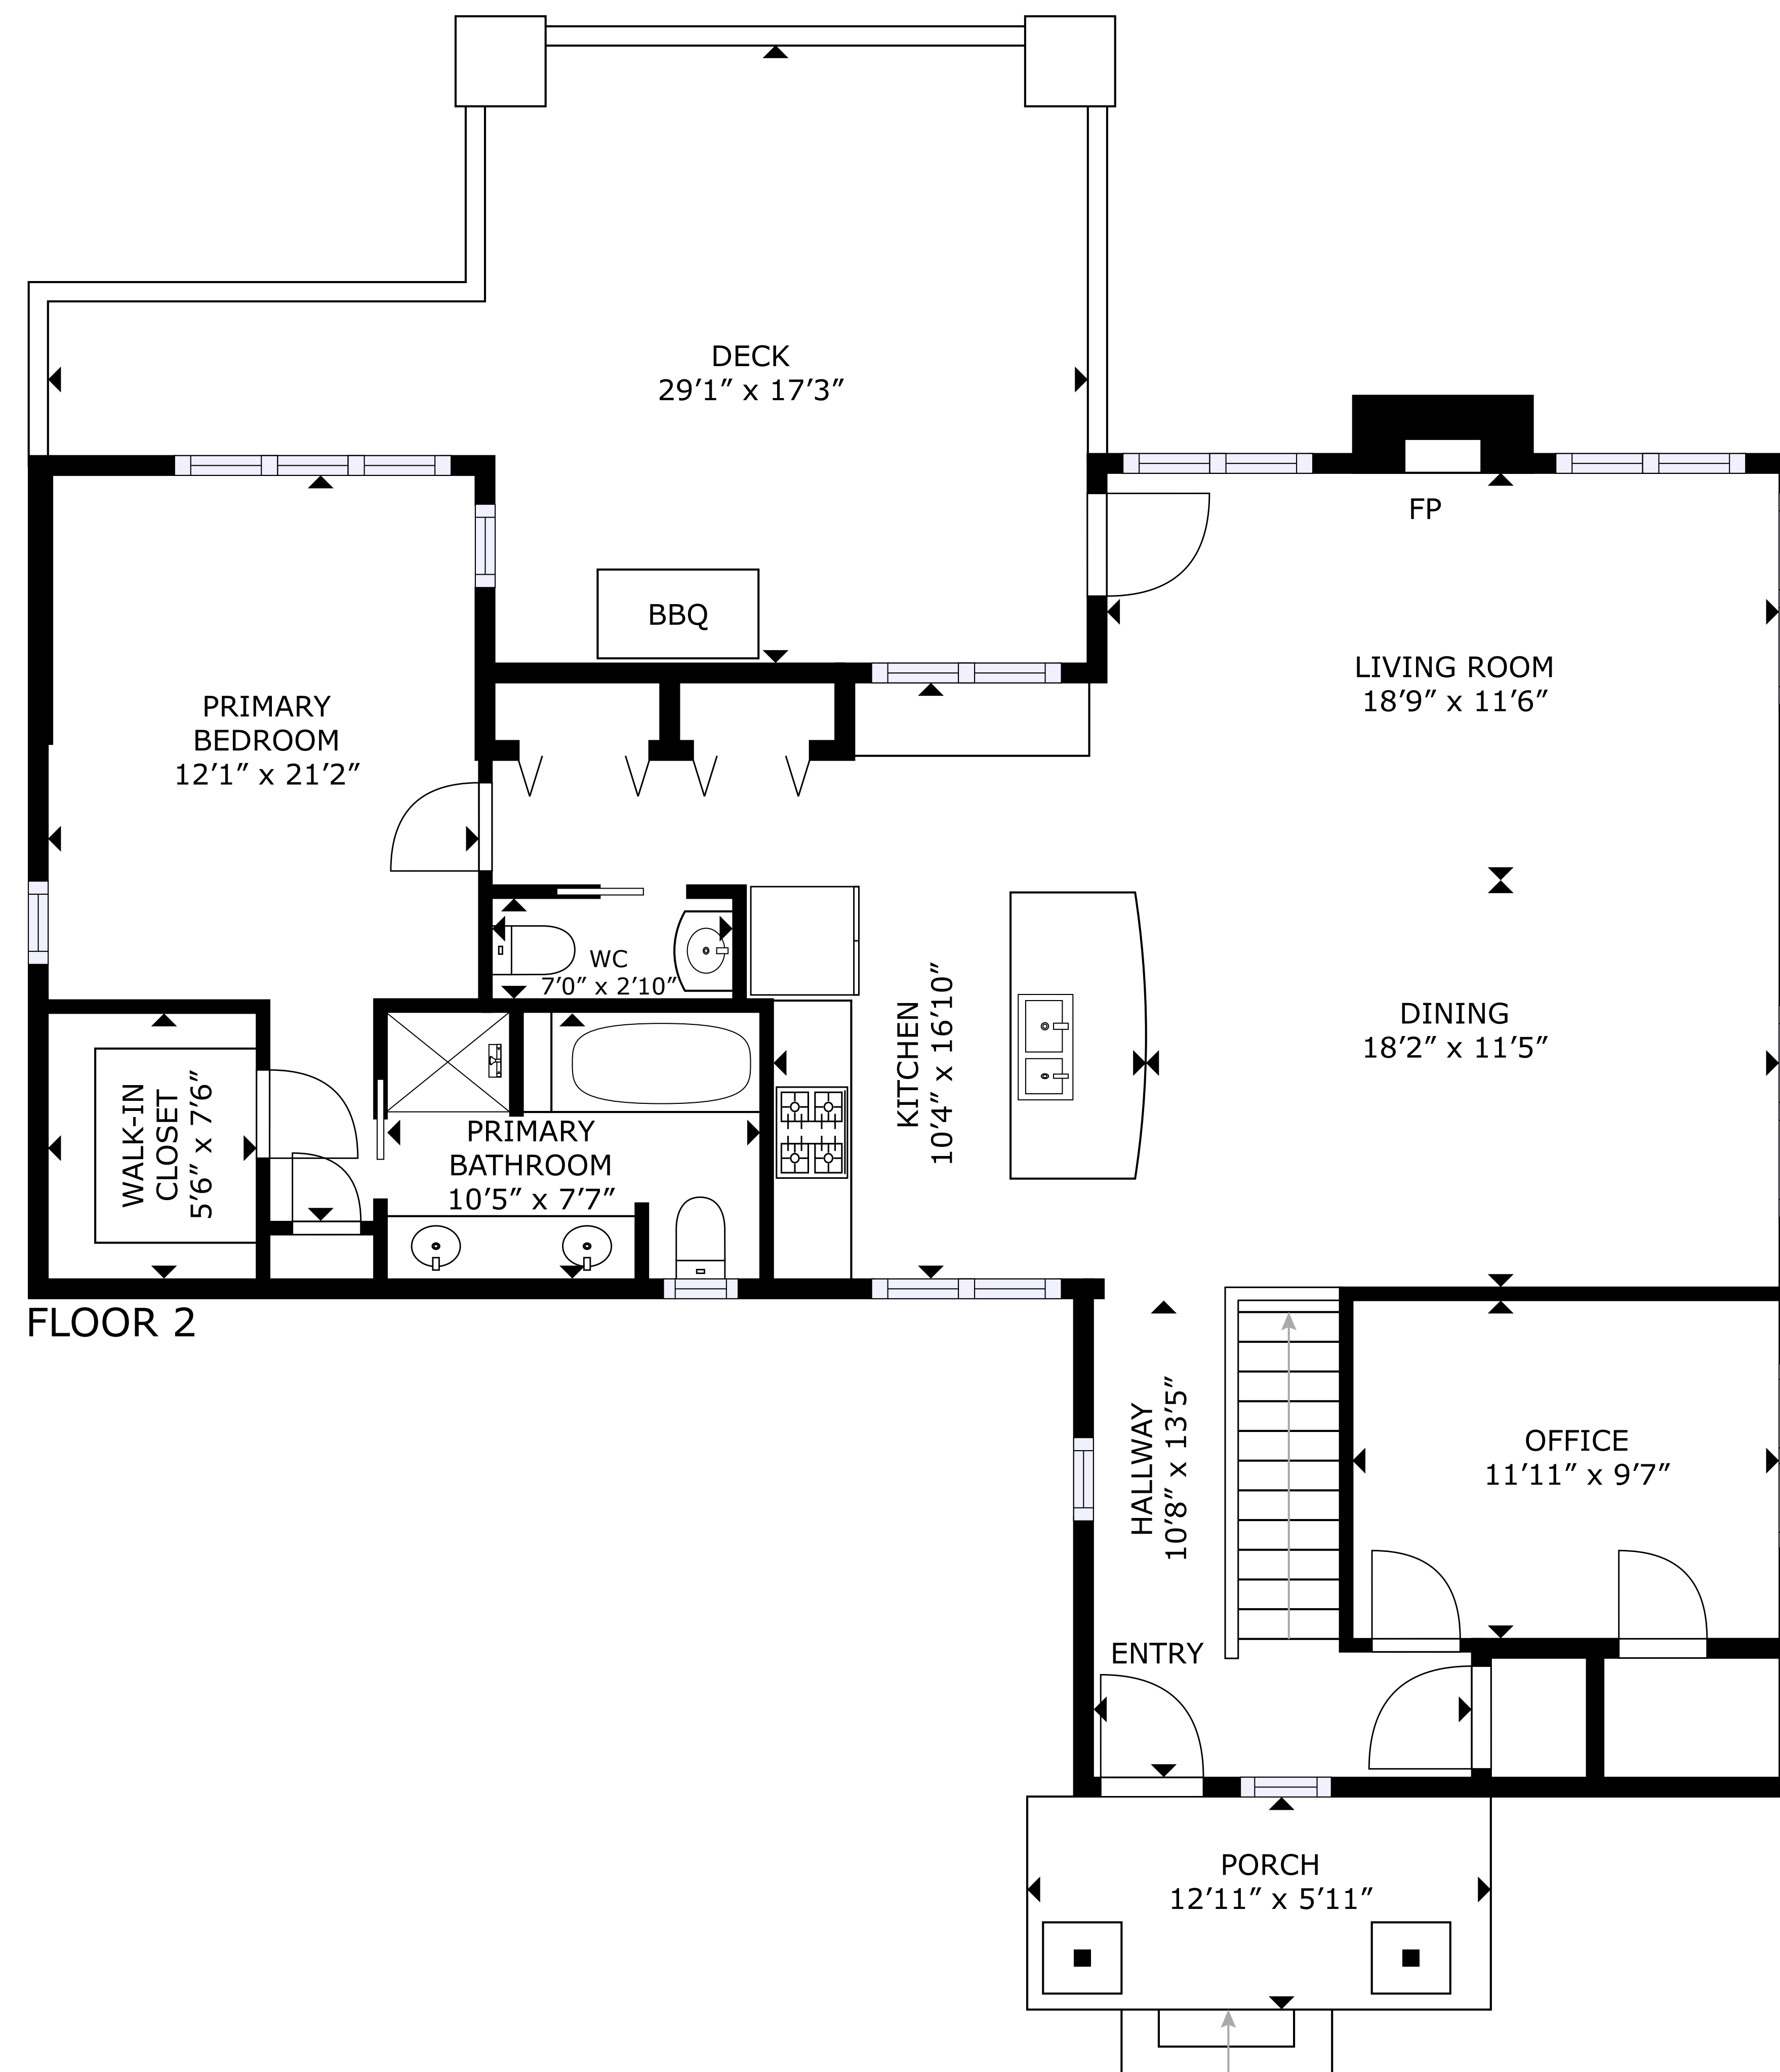 DECK
29'1" x 17'3"
FP
BBQ
LIVING ROOM
18'9" x 11'6"
PRIMARY
BEDROOM
12'1" x 21'2"
WC
7'0" x 2'10"
KITCHEN
10'4" x 16'10"
DINING
18'2" x 11'5"
WALK-IN
CLOSET
5'6" x 7'6"
PRIMARY
BATHROOM
10'5" x 7'7"
FLOOR 2
HALLWAY
10'8" x 13'5"
OFFICE
11'11" x 9'7"
ENTRY
PORCH
12'11" x 5'11"